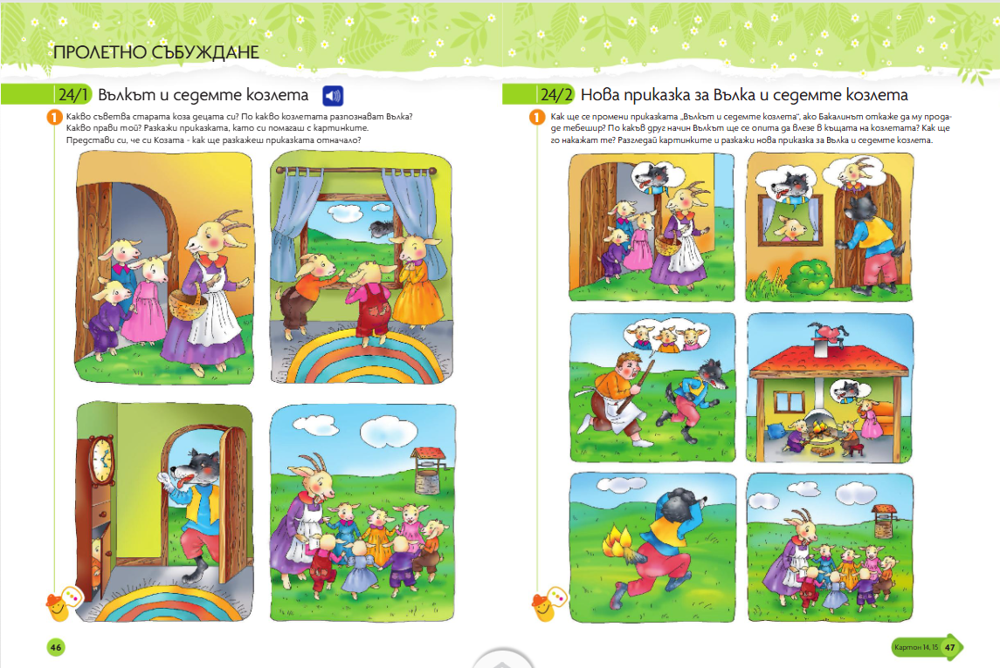 ПРОЛЕТНО СЪБУЖДАНЕ
24/1 Вълкът и седемте козлета
1 Какво съветва старата коза децата си? По какво козлетата разпознават Вълка?
Какво прави той? Разкажи приказката, като си помагаш с картинките.
Представи си, че си Козата - как ще разкажеш приказката отначало?
46
24/2 Нова приказка за Вълка и седемте козлета
1 Как ще се промени приказката „Вълкът и седемте козлета“, ако Бакалинът откаже да му прода-
де тебешир? По какъв друг начин Вълкът ще се опита да влезе в къщата на козлетата? Как ще
го накажат те? Разгледай картинките и разкажи нова приказка за Вълка и седемте козлета.
Картон 14, 15 47